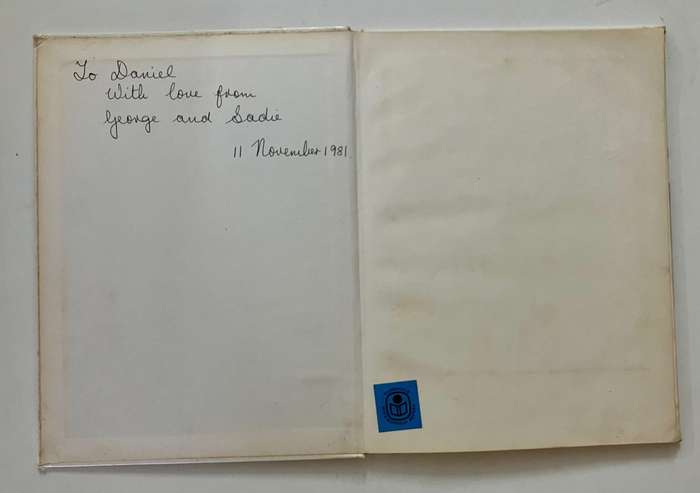 To Daniel
With love from
George and Sadie
11 November 1981